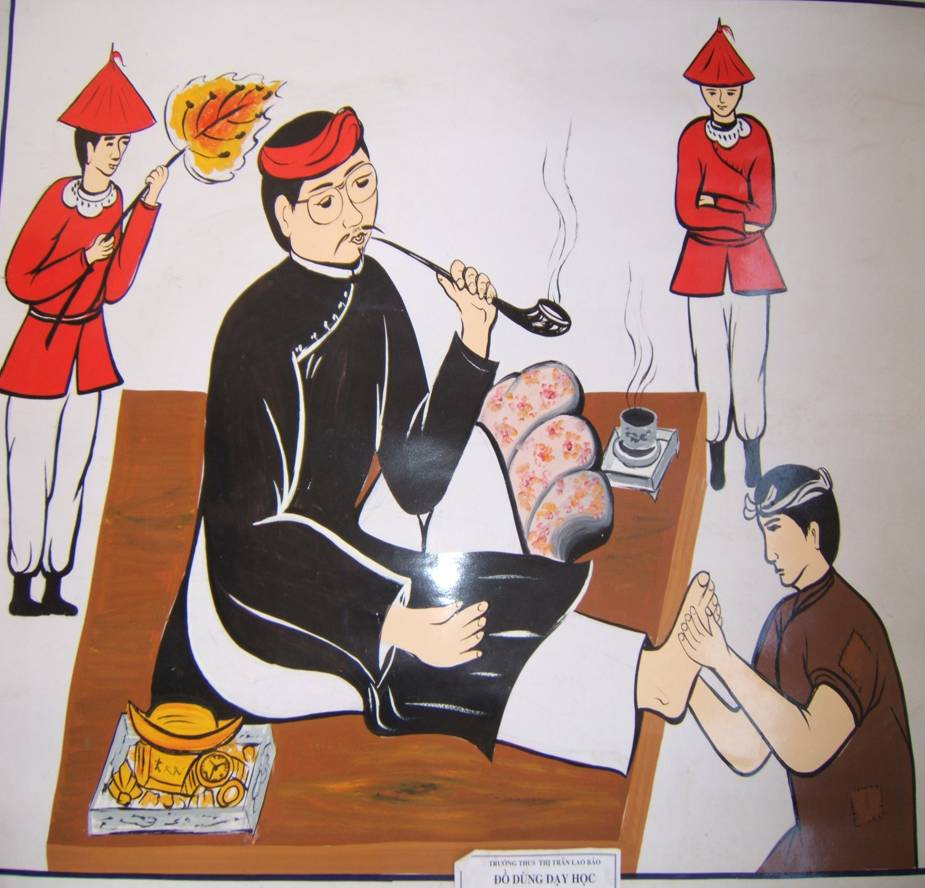 TRƯỜNG THCS THỊ TRẤN LAO BẢO
ĐỒ DÙNG DẠY HỌC